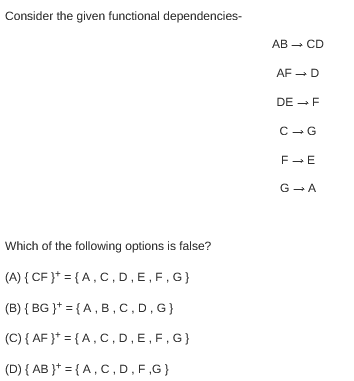 Consider the given functional dependencies-
AB → CD
AF → D
DE → F
C → G
F → E
G → A
Which of the following options is false?
(A) { CF }⁺ = { A , C , D , E , F , G }
(B) { BG }⁺ = { A , B , C , D , G }
(C) { AF }⁺ = { A , C , D , E , F , G }
(D) { AB }⁺ = { A , C , D , F ,G }